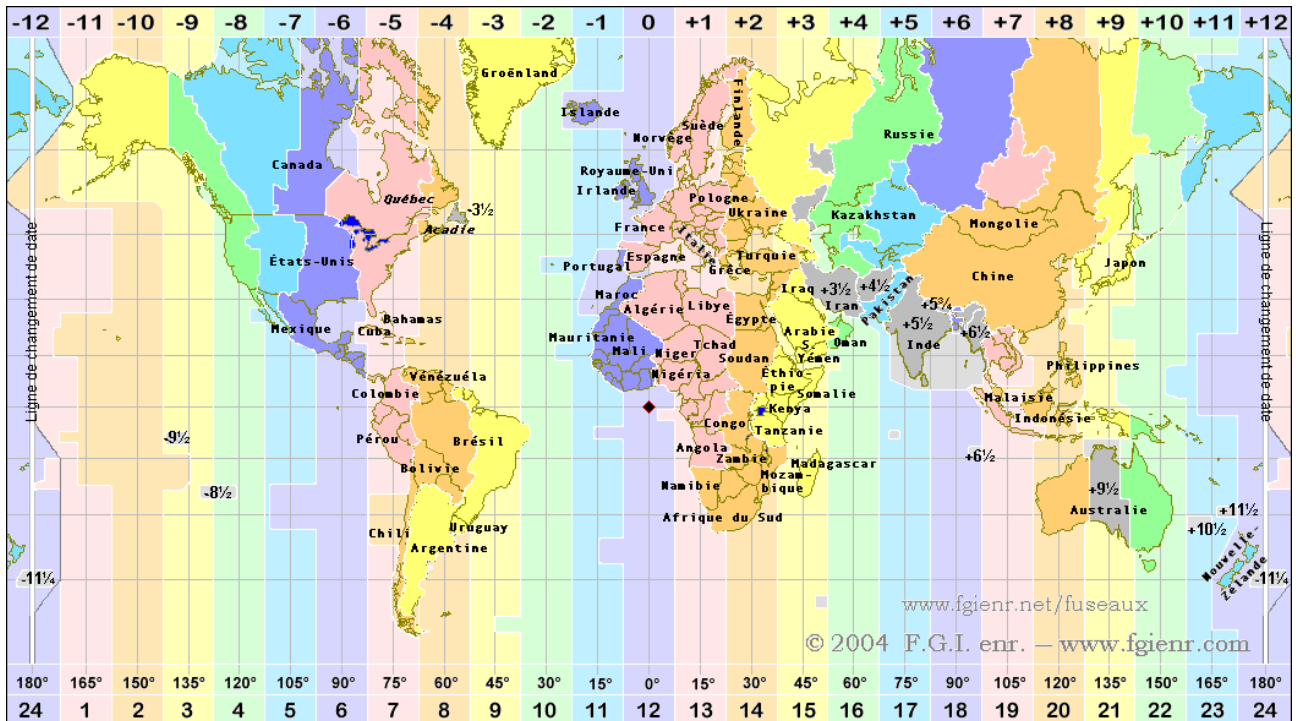 -12 -11 -10 -9 -8 -7 -6 -5 -4 -3 -2 -1 0 +1 +2 +3 +4 +5 +6 +7 +8 +9 +10 +11 +12
Groënland
Islande
Finlande
Suède
Norvège
Russie
Canada
Royaume-Uni
Irlande
Québec
-3½
Acadie
Pologne
Ukraine
Kazakhstan
Mongolie
France
Italie
Espagne
Portugal
Grèce
Turquie
Chine
Japon
États-Unis
Ligne de changement de date
Ligne de changement de date
Maroc
Algérie
Libye
Égypte
Iraq
+3½
Iran
+4½
Pakistan
+5¾
+5½
Inde
+6½
Mexique
Bahamas
Cuba
Mauritanie
Mali
Niger
Tchad
Soudan
Arabie
S.
Oman
Yémen
Nigéria
Éthio-
pie
Somalie
Philippines
Vénézuéla
Colombie
Kenya
Malaisie
Indonésie
-9½
Pérou
Brésil
Congo
Tanzanie
Angola
Zambie
Madagascar
+6½
Bolivie
-8½
Namibie
Mozam-
bique
+9½
Australie
+11½
+10½
Chili
Uruguay
Argentine
Afrique du Sud
Nouvelle-
Zélande
-11¼
-11¼
www.fgienr.net/fuseaux
© 2004 F.G.I. enr. – www.fgienr.com
180° 165° 150° 135° 120° 105° 90° 75° 60° 45° 30° 15° 0° 15° 30° 45° 60° 75° 90° 105° 120° 135° 150° 165° 180°
24 1 2 3 4 5 6 7 8 9 10 11 12 13 14 15 16 17 18 19 20 21 22 23 24